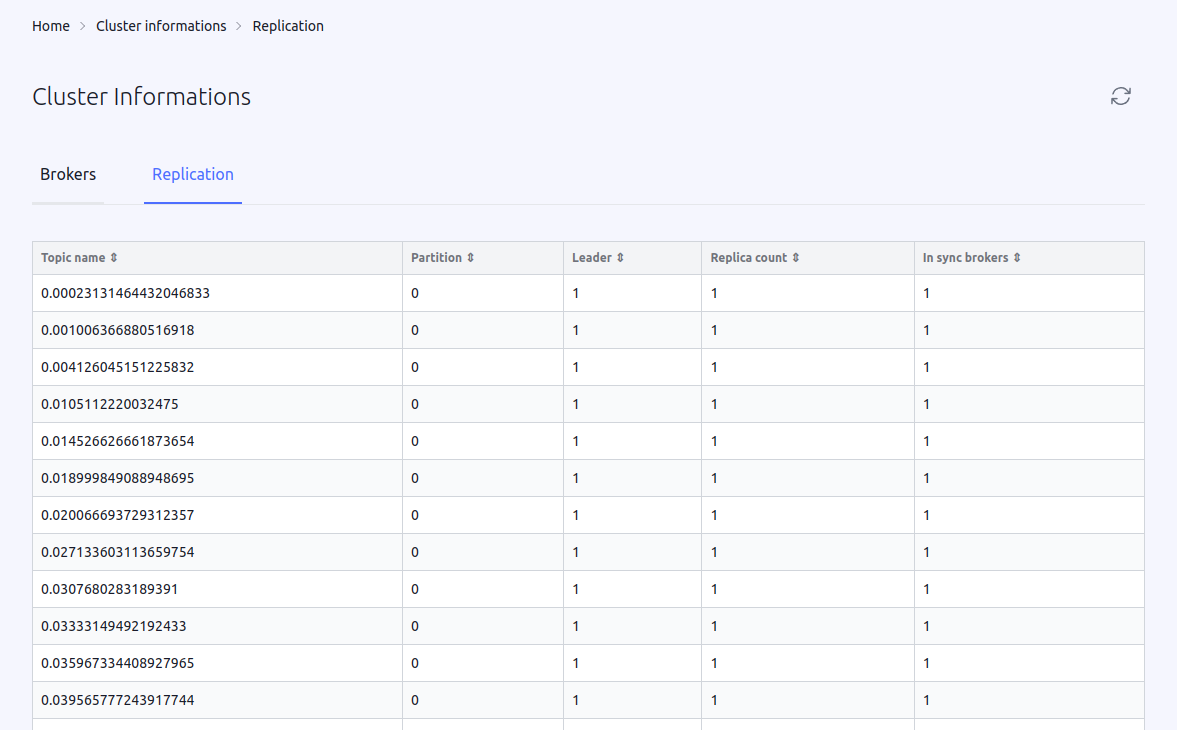 Home > Cluster informations > Replication
Cluster Informations
Brokers Replication
Topic name ⇕ Partition ⇕ Leader ⇕ Replica count ⇕ In sync brokers ⇕
0.00023131464432046833 0 1 1 1
0.001006366880516918 0 1 1 1
0.004126045151225832 0 1 1 1
0.0105112220032475 0 1 1 1
0.014526626661873654 0 1 1 1
0.018999849088948695 0 1 1 1
0.020066693729312357 0 1 1 1
0.027133603113659754 0 1 1 1
0.0307680283189391 0 1 1 1
0.03333149492192433 0 1 1 1
0.035967334408927965 0 1 1 1
0.039565777243917744 0 1 1 1